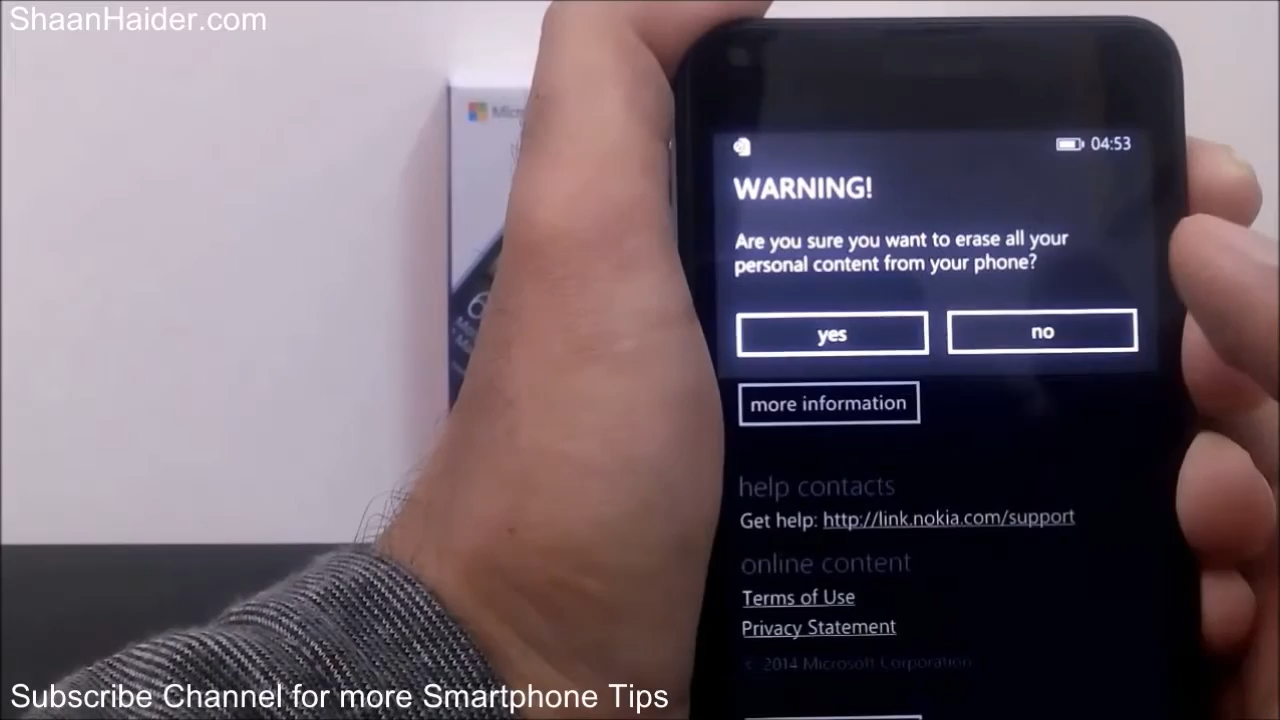 ShaanHaider.com
04:53
WARNING!
Are you sure you want to erase all your
personal content from your phone?
yes
no
more information
help contacts
Get help: http://link.nokia.com/support
online content
Terms of Use
Privacy Statement
2014 Microsoft Corporation
Subscribe Channel for more Smartphone Tips